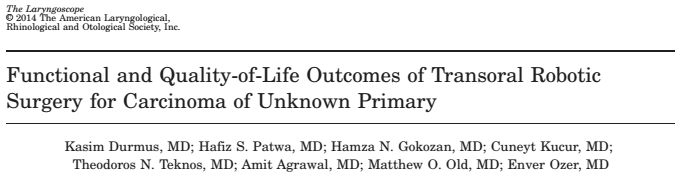 The Laryngoscope
© 2014 The American Laryngological,
Rhinological and Otological Society, Inc.
Functional and Quality-of-Life Outcomes of Transoral Robotic
Surgery for Carcinoma of Unknown Primary
Kasim Durmus, MD; Hafiz S. Patwa, MD; Hamza N. Gokozan, MD; Cuneyt Kucur, MD;
Theodoros N. Teknos, MD; Amit Agrawal, MD; Matthew O. Old, MD; Enver Ozer, MD